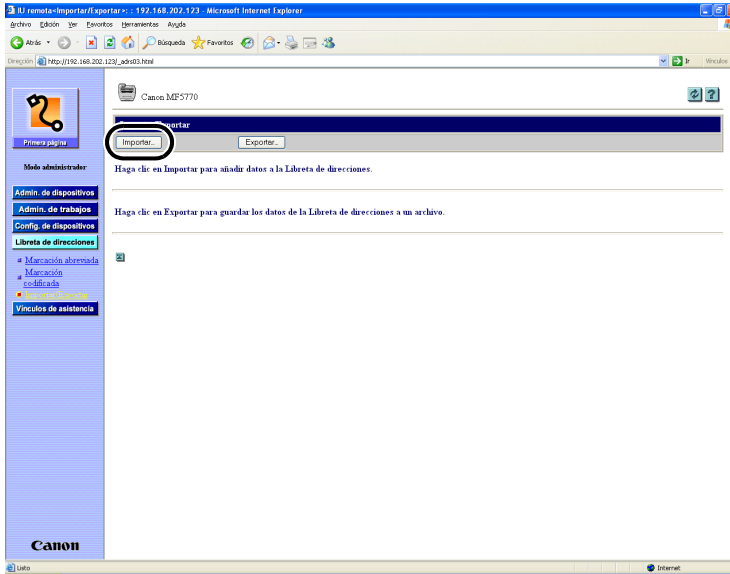 IU remota<Importar/Exportar>: : 192.168.202.123 - Microsoft Internet Explorer
Archivo Edición Ver Favoritos Herramientas Ayuda
Atrás Búsqueda Favoritos
Dirección http://192.168.202.123/_adrs03.html Ir Vínculos
Canon MF5770
Primera página
Exportar
Importar... Exportar...
Modo administrador
Haga clic en Importar para añadir datos a la Libreta de direcciones.
Admin. de dispositivos
Admin. de trabajos
Haga clic en Exportar para guardar los datos de la Libreta de direcciones a un archivo.
Config. de dispositivos
Libreta de direcciones
Marcación abreviada
Marcación
codificada
Vínculos de asistencia
Canon
Listo Internet